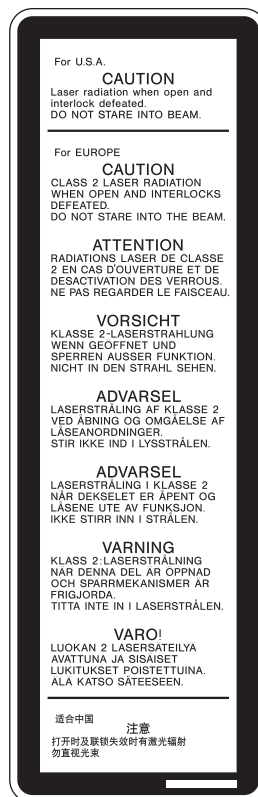 For U.S.A.
CAUTION
Laser radiation when open and
interlock defeated.
DO NOT STARE INTO BEAM.
For EUROPE
CAUTION
CLASS 2 LASER RADIATION
WHEN OPEN AND INTERLOCKS
DEFEATED.
DO NOT STARE INTO THE BEAM.
ATTENTION
RADIATIONS LASER DE CLASSE
2 EN CAS D'OUVERTURE ET DE
DESACTIVATION DES VERROUS.
NE PAS REGARDER LE FAISCEAU.
VORSICHT
KLASSE 2-LASERSTRAHLUNG
WENN GEOFFNET UND
SPERREN AUSSER FUNKTION.
NICHT IN DEN STRAHL SEHEN.
ADVARSEL
LASERSTRÅLING AF KLASSE 2
VED ÅBNING OG OMGÅELSE AF
LÅSEANORDNINGER.
STIR IKKE IND I LYSSTRÅLEN.
ADVARSEL
LASERSTRÅLING I KLASSE 2
NÅR DEKSELET ER ÅPENT OG
LÅSENE UTE AV FUNKSJON.
IKKE STIRR INN I STRÅLEN.
VARNING
KLASS 2:LASERSTRÅLNING
NAR DENNA DEL ÄR ÖPPNAD
OCH SPARRMEKANISMER ÄR
FRIGJORDA.
TITTA INTE IN I LASERSTRÅLEN.
VARO!
LUOKAN 2 LASERSÄTEILYÄ
AVATTUNA JA SISAISET
LUKITUKSET POISTETTUINA.
ALA KATSO SÄTEESEEN.
适合中国
注意
打开时及联锁失效时有激光辐射
勿直视光束